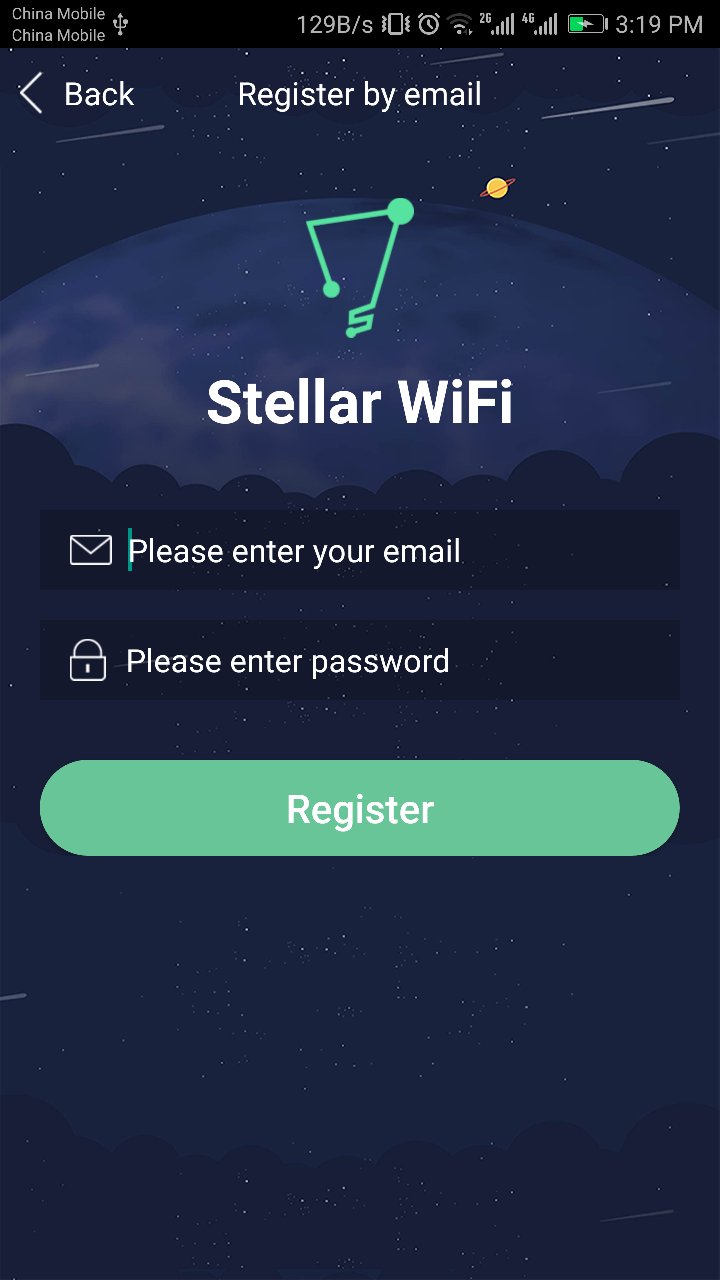 China Mobile
China Mobile
129B/s 2G 4G 3:19 PM
Back Register by email
Stellar WiFi
Please enter your email
Please enter password
Register